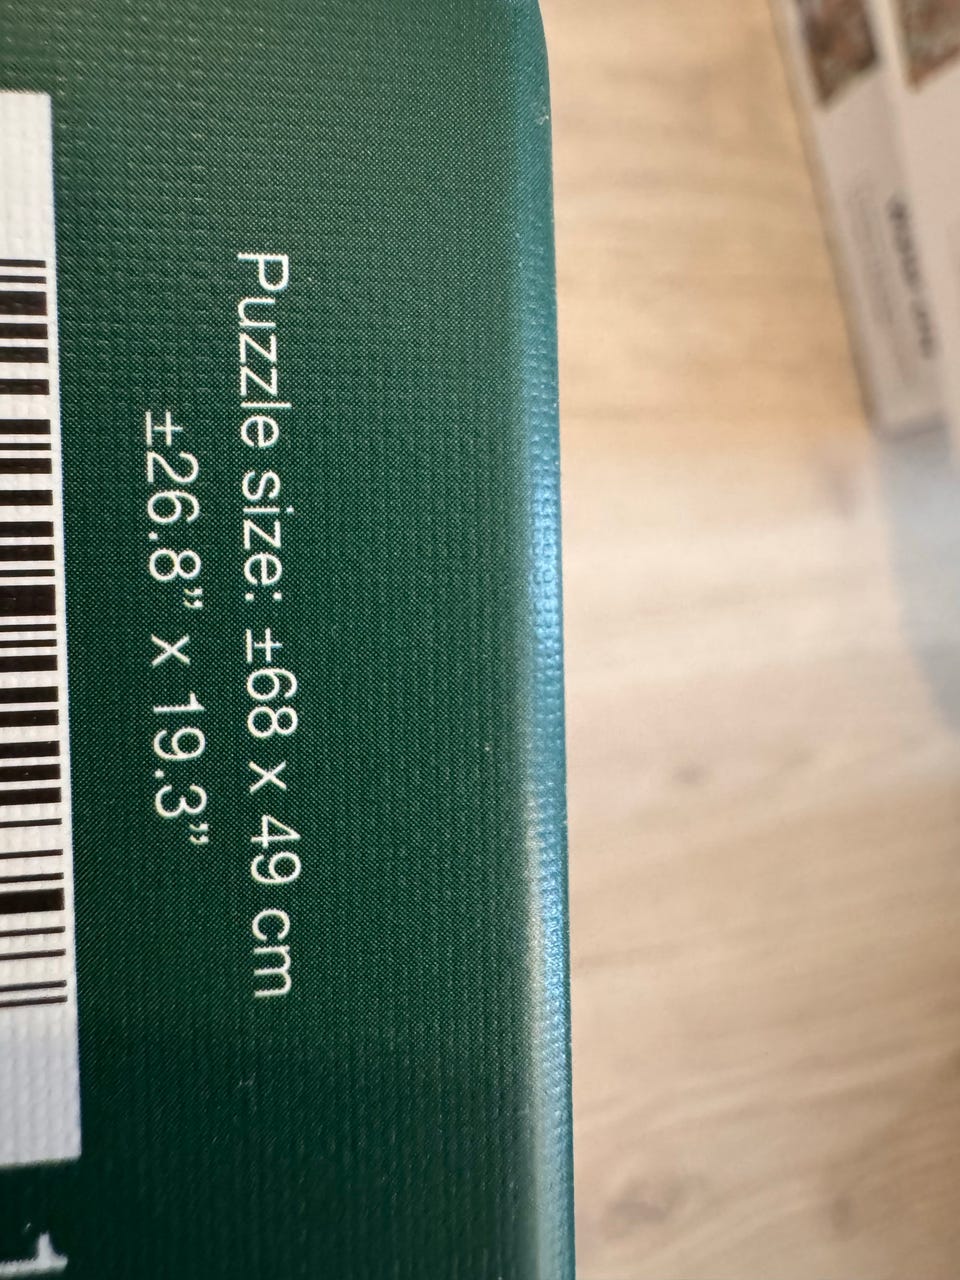 Puzzle size: ±68 x 49 cm
±26.8” x 19.3”